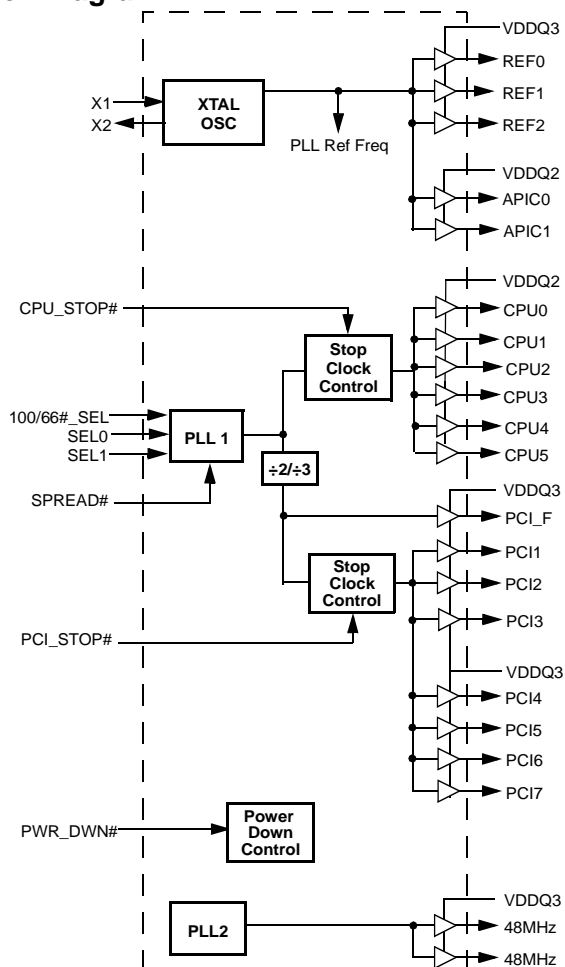 VDDQ3
REF0
X1
XTAL
OSC
REF1
X2
REF2
PLL Ref Freq
VDDQ2
APIC0
APIC1
VDDQ2
CPU_STOP#
CPU0
Stop
Clock
Control
CPU1
CPU2
CPU3
100/66#_SEL
SEL0
SEL1
PLL 1
CPU4
CPU5
÷2/÷3
SPREAD#
VDDQ3
PCI_F
PCI1
Stop
Clock
Control
PCI2
PCI3
PCI_STOP#
VDDQ3
PCI4
PCI5
PCI6
PCI7
PWR_DWN#
Power
Down
Control
VDDQ3
PLL2
48MHz
48MHz